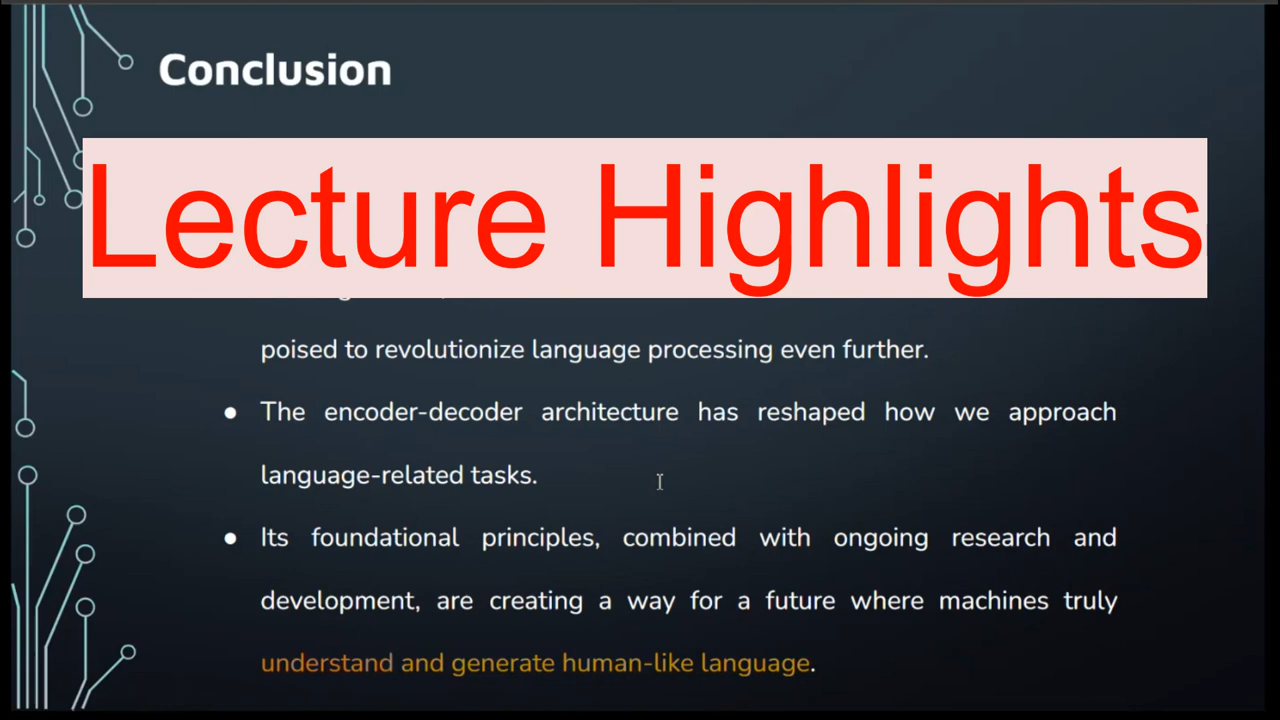 Conclusion
Lecture Highlights
poised to revolutionize language processing even further.
● The encoder-decoder architecture has reshaped how we approach
language-related tasks.
● Its foundational principles, combined with ongoing research and
development, are creating a way for a future where machines truly
understand and generate human-like language.